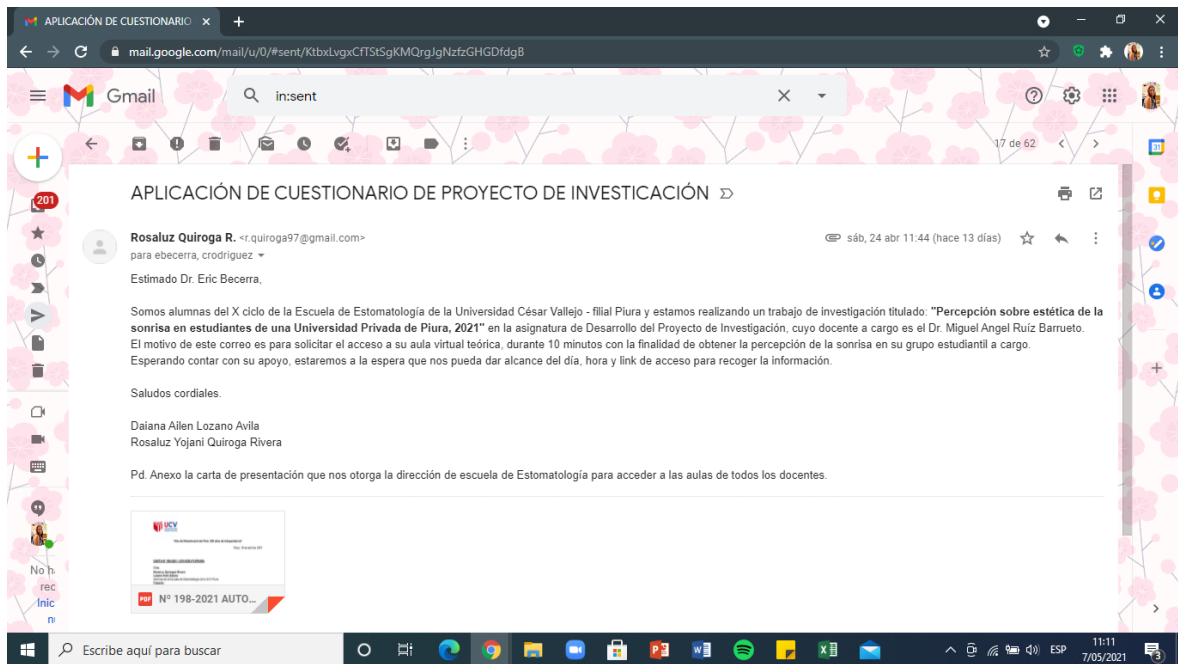 APLICACIÓN DE CUESTIONARIO
mail.google.com/mail/u/0/#sent/KtbxLvgxCfTStSgKMQrgJgNzfzGHGDfdgB
Gmail
in:sent
17 de 62
31
201
APLICACIÓN DE CUESTIONARIO DE PROYECTO DE INVESTICACIÓN
Rosaluz Quiroga R. <r.quiroga97@gmail.com>
sáb, 24 abr 11:44 (hace 13 días)
para ebecerra, crodriguez
Estimado Dr. Eric Becerra,
Somos alumnas del X ciclo de la Escuela de Estomatología de la Universidad César Vallejo - filial Piura y estamos realizando un trabajo de investigación titulado: "Percepción sobre estética de la
sonrisa en estudiantes de una Universidad Privada de Piura, 2021" en la asignatura de Desarrollo del Proyecto de Investigación, cuyo docente a cargo es el Dr. Miguel Angel Ruíz Barrueto.
El motivo de este correo es para solicitar el acceso a su aula virtual teórica, durante 10 minutos con la finalidad de obtener la percepción de la sonrisa en su grupo estudiantil a cargo.
Esperando contar con su apoyo, estaremos a la espera que nos pueda dar alcance del día, hora y link de acceso para recoger la información.
Saludos cordiales.
Daiana Ailen Lozano Avila
Rosaluz Yojani Quiroga Rivera
Pd. Anexo la carta de presentación que nos otorga la dirección de escuela de Estomatología para acceder a las aulas de todos los docentes.
UCV
PDF Nº 198-2021 AUTO...
No h
rec
Inic
Escribe aquí para buscar
ESP
11:11
7/05/2021
3